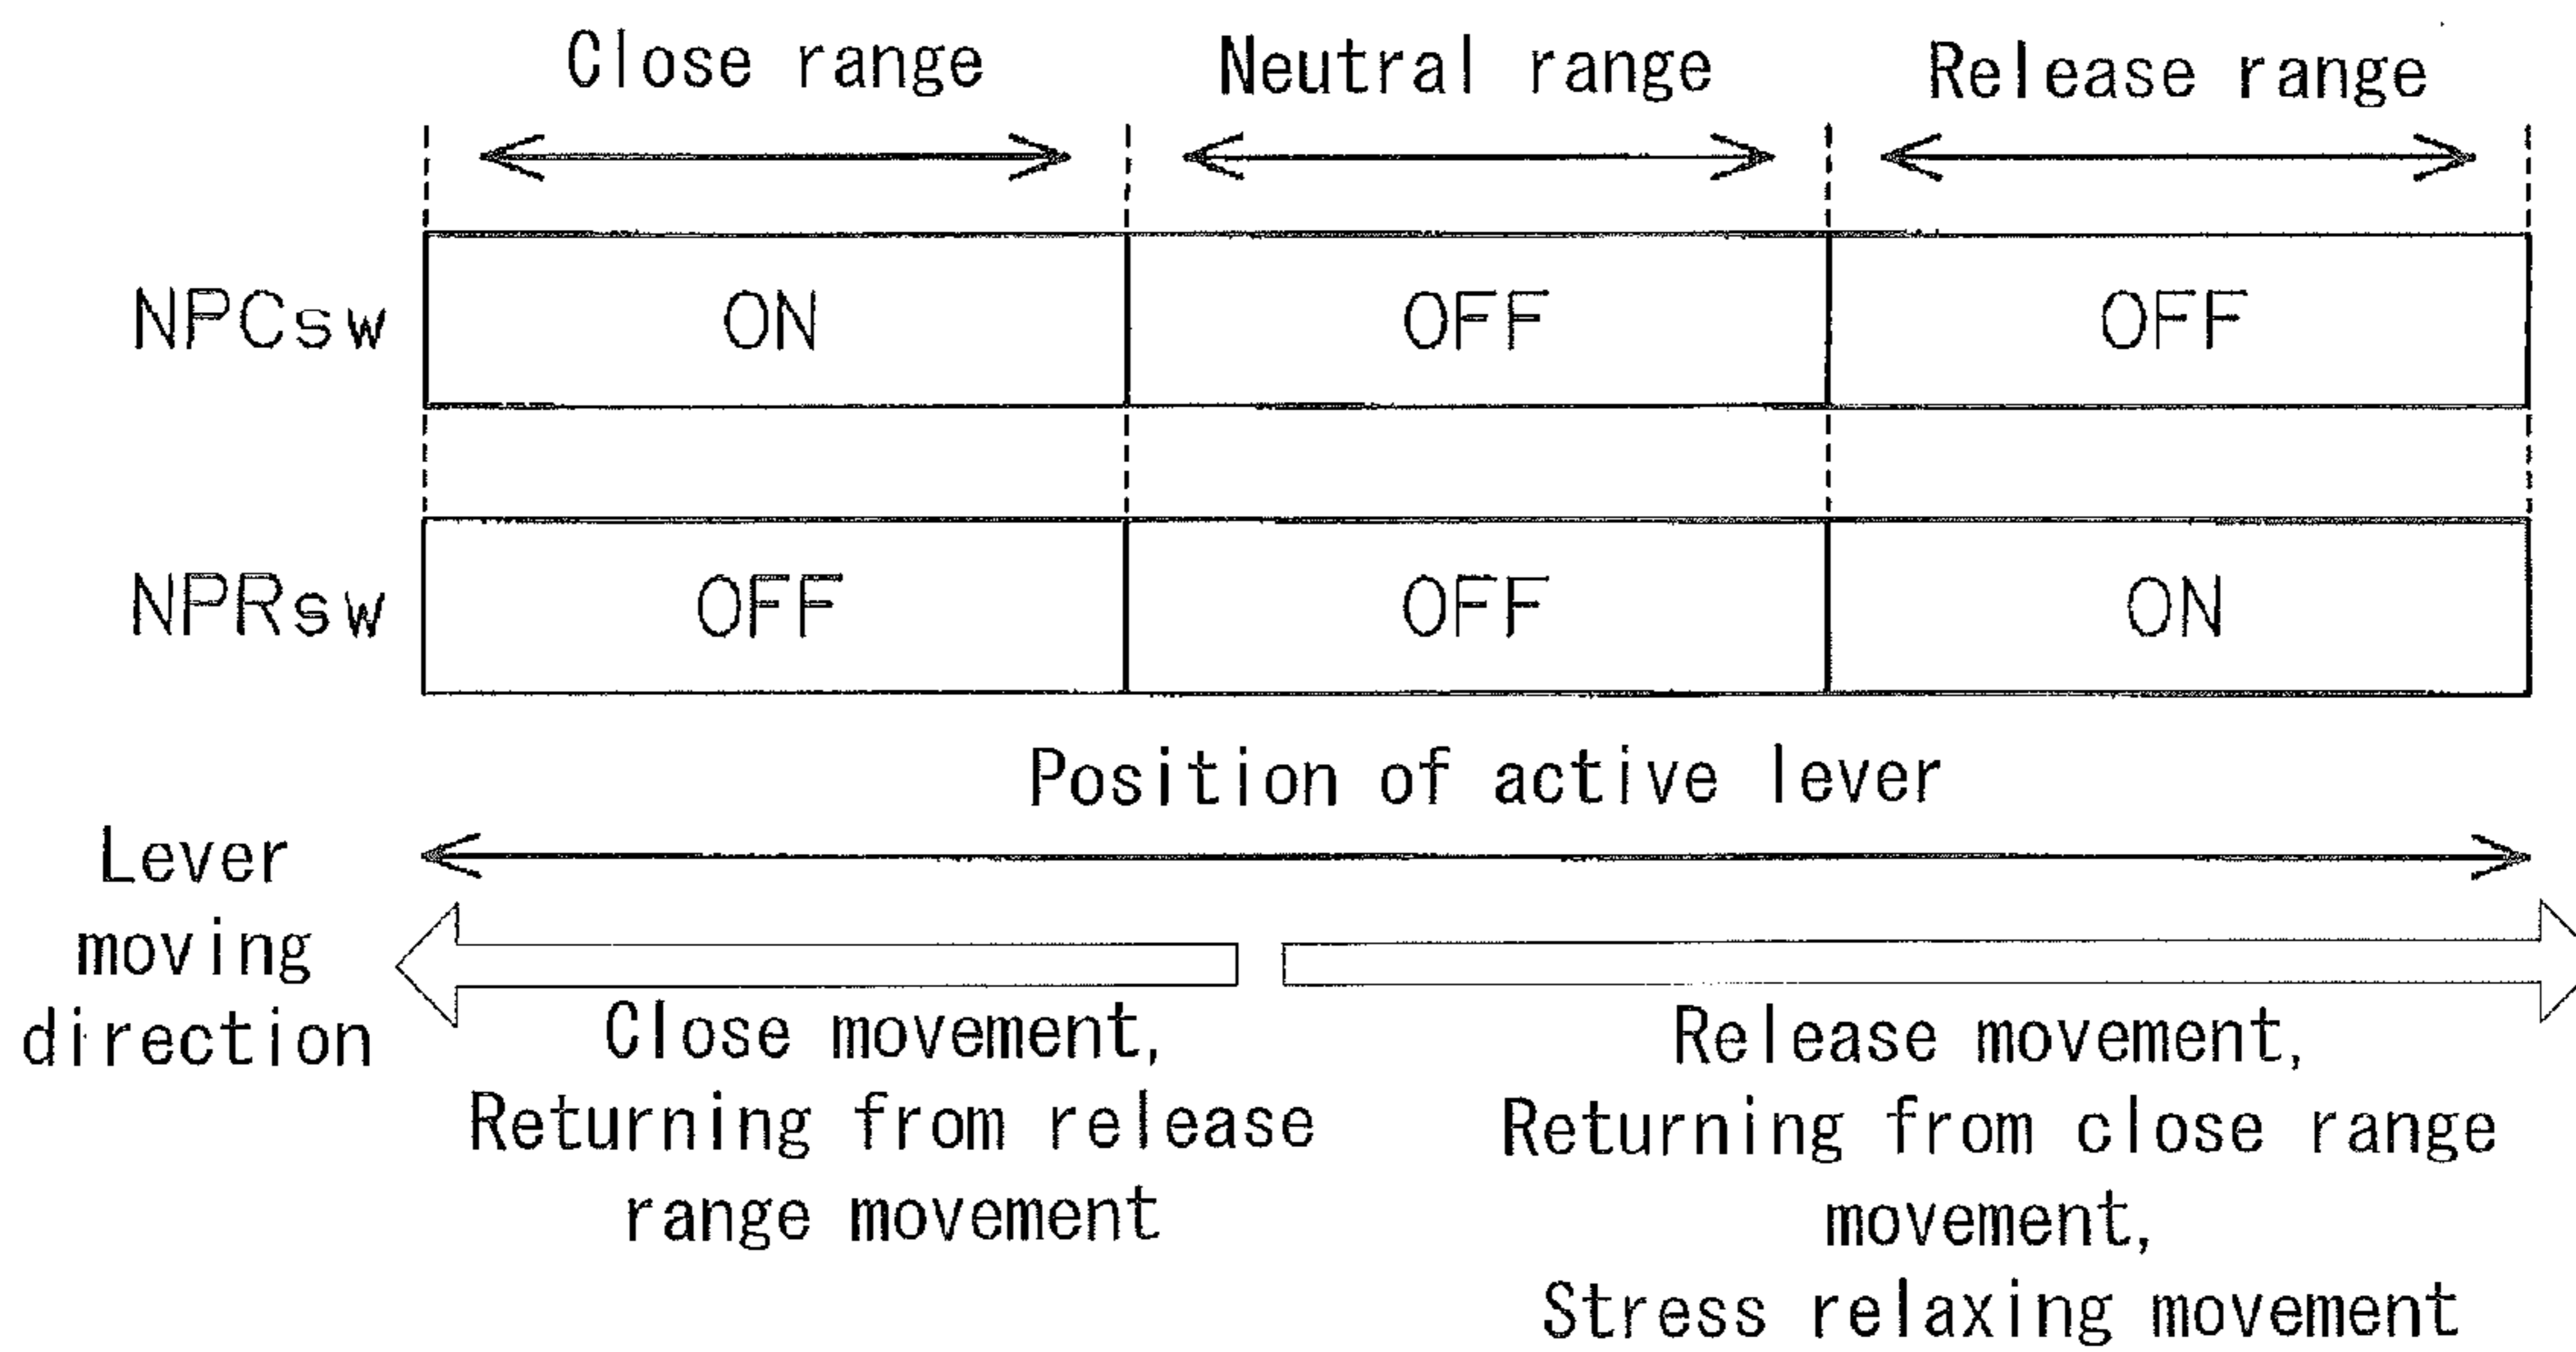 Close range Neutral range Release range
NPCsw ON OFF OFF
NPRsw OFF OFF ON
Position of active lever
Lever
moving
direction
Close movement,
Returning from release
range movement
Release movement,
Returning from close range
movement,
Stress relaxing movement